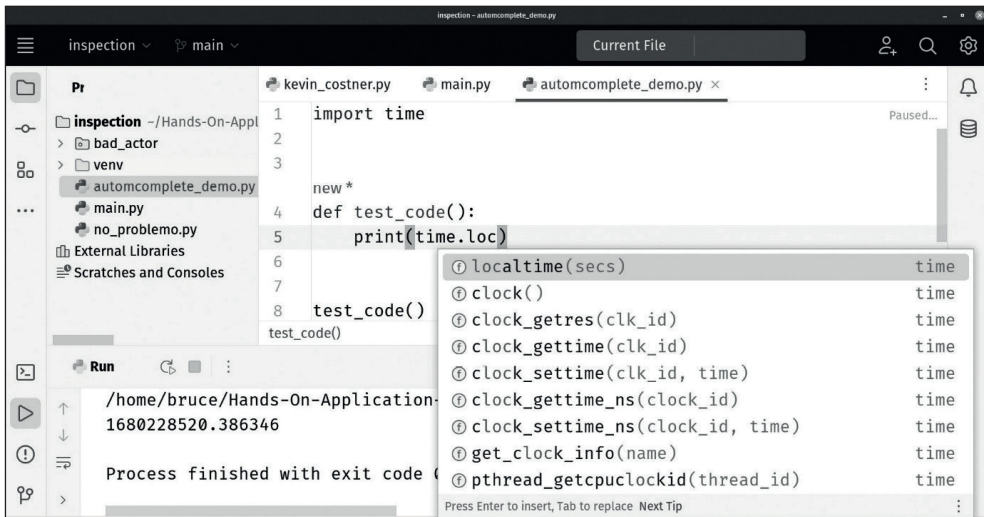 inspection – automcomplete_demo.py
inspection
main
Current File
Pr
inspection ~/Hands-On-Appl
bad_actor
venv
automcomplete_demo.py
main.py
no_problemo.py
External Libraries
Scratches and Consoles
kevin_costner.py
main.py
automcomplete_demo.py
Paused...
1 import time
2
3
new *
4 def test_code():
5 print(time.loc)
6
7
8 test_code()
test_code()
localtime(secs) time
clock() time
clock_getres(clk_id) time
clock_gettime(clk_id) time
clock_settime(clk_id, time) time
clock_gettime_ns(clock_id) time
clock_settime_ns(clock_id, time) time
get_clock_info(name) time
pthread_getcpuclockid(thread_id) time
Press Enter to insert, Tab to replace Next Tip
Run
/home/bruce/Hands-On-Application-
1680228520.386346
Process finished with exit code